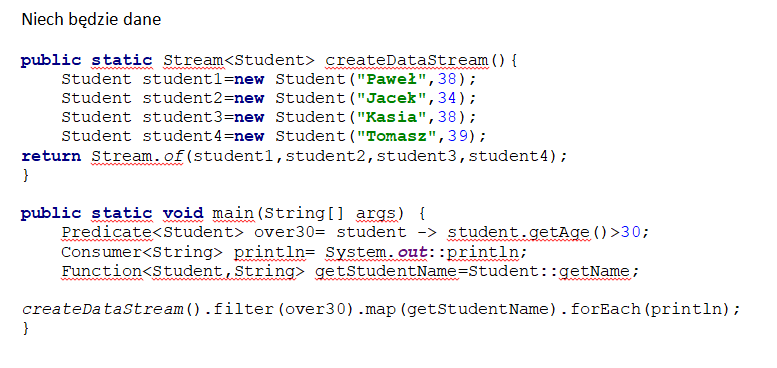 Niech będzie dane
public static Stream<Student> createDataStream(){
    Student student1=new Student("Paweł",38);
    Student student2=new Student("Jacek",34);
    Student student3=new Student("Kasia",38);
    Student student4=new Student("Tomasz",39);
return Stream.of(student1,student2,student3,student4);
}
public static void main(String[] args) {
    Predicate<Student> over30= student -> student.getAge()>30;
    Consumer<String> println= System.out::println;
    Function<Student,String> getStudentName=Student::getName;
createDataStream().filter(over30).map(getStudentName).forEach(println);
}